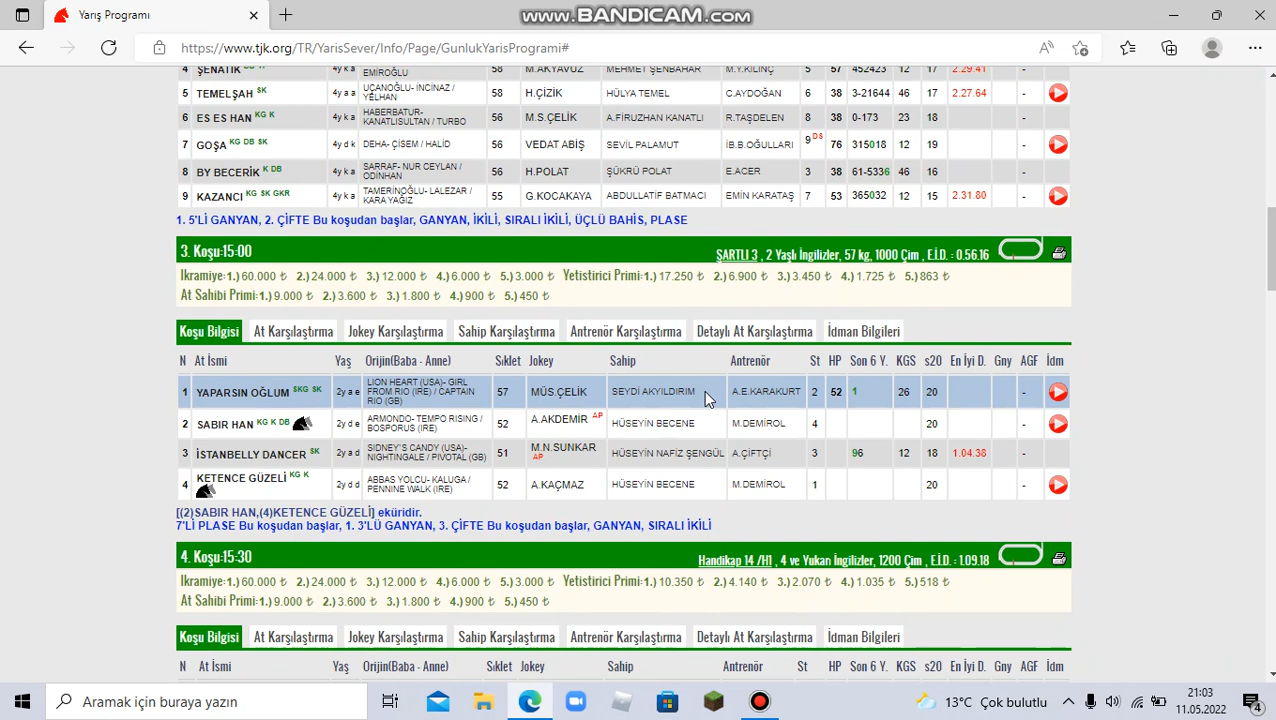 Yarış Programı
www.BANDICAM.com
https://www.tjk.org/TR/YarisSever/Info/Page/GunlukYarisProgrami#
4 ŞENATİK DB 58 M.AKYAVUZ MEHMET ŞENBAHAR M.Y.KILINÇ 5 57 452423 12 17 2.29.41
EMİROĞLU
5 TEMELŞAH SK 4y a a UÇANOĞLU- İNCİNAZ / YELHAN 58 H.ÇİZİK HÜLYA TEMEL C.AYDOĞAN 6 38 3-21644 46 17 2.27.64 -
6 ES ES HAN KG K 4y k a HABERBATUR- KANATLISULTAN / TURBO 56 M.S.ÇELİK A.FİRUZHAN KANATLI R.TAŞDELEN 8 38 0-173 23 18 -
7 GOŞA KG DB SK 4y d k DEHA- ÇİSEM / HALİD 56 VEDAT ABİŞ SEVİL PALAMUT İB.B.OĞULLARI 9 DS 76 315018 12 19 -
8 BY BECERİK K DB 4y k a SARRAF- NUR CEYLAN / ODİNHAN 56 H.POLAT ŞÜKRÜ POLAT E.ACER 3 38 61-5336 46 16 -
9 KAZANCI KG SK GKR 4y k a TAMERİNOĞLU- LALEZAR / KARA YAĞIZ 55 G.KOCAKAYA ABDULLATİF BATMACI EMİN KARATAŞ 7 53 365032 12 15 2.31.80 -
1. 5'Lİ GANYAN, 2. ÇİFTE Bu koşudan başlar, GANYAN, İKİLİ, SIRALI İKİLİ, ÜÇLÜ BAHİS, PLASE
3. Koşu:15:00 ŞARTLI 3 , 2 Yaşlı İngilizler, 57 kg, 1000 Çim, E.İ.D. : 0.56.16
Ikramiye:1.) 60.000 ₺ 2.) 24.000 ₺ 3.) 12.000 ₺ 4.) 6.000 ₺ 5.) 3.000 ₺ Yetistirici Primi:1.) 17.250 ₺ 2.) 6.900 ₺ 3.) 3.450 ₺ 4.) 1.725 ₺ 5.) 863 ₺
At Sahibi Primi:1.) 9.000 ₺ 2.) 3.600 ₺ 3.) 1.800 ₺ 4.) 900 ₺ 5.) 450 ₺
Koşu Bilgisi At Karşılaştırma Jokey Karşılaştırma Sahip Karşılaştırma Antrenör Karşılaştırma Detaylı At Karşılaştırma İdman Bilgileri
N At İsmi Yaş Orijin(Baba - Anne) Sıklet Jokey Sahip Antrenör St HP Son 6 Y. KGS s20 En İyi D. Gny AGF İdm
1 YAPARSIN OĞLUM SKG SK 2y a e LION HEART (USA)- GIRL FROM RIO (IRE) / CAPTAIN RIO (GB) 57 MÜS.ÇELİK SEYDİ AKYILDIRIM A.E.KARAKURT 2 52 1 26 20 -
2 SABIR HAN KG K DB 2y d e ARMONDO- TEMPO RISING / BOSPORUS (IRE) 52 A.AKDEMİR AP HÜSEYİN BECENE M.DEMİROL 4 20 -
3 İSTANBELLY DANCER SK 2y a d SIDNEY'S CANDY (USA)- NIGHTINGALE / PIVOTAL (GB) 51 M.N.SUNKAR AP HÜSEYİN NAFİZ ŞENGÜL A.ÇİFTÇİ 3 96 12 18 1.04.38 -
4 KETENCE GÜZELİ KG K 2y d d ABBAS YOLCU- KALUGA / PENNINE WALK (IRE) 52 A.KAÇMAZ HÜSEYİN BECENE M.DEMİROL 1 20 -
[(2)SABIR HAN,(4)KETENCE GÜZELİ] eküridir.
7'Lİ PLASE Bu koşudan başlar, 1. 3'LÜ GANYAN, 3. ÇİFTE Bu koşudan başlar, GANYAN, SIRALI İKİLİ
4. Koşu:15:30 Handikap 14 /H1 , 4 ve Yukarı İngilizler, 1200 Çim, E.İ.D. : 1.09.18
Ikramiye:1.) 60.000 ₺ 2.) 24.000 ₺ 3.) 12.000 ₺ 4.) 6.000 ₺ 5.) 3.000 ₺ Yetistirici Primi:1.) 10.350 ₺ 2.) 4.140 ₺ 3.) 2.070 ₺ 4.) 1.035 ₺ 5.) 518 ₺
At Sahibi Primi:1.) 9.000 ₺ 2.) 3.600 ₺ 3.) 1.800 ₺ 4.) 900 ₺ 5.) 450 ₺
Koşu Bilgisi At Karşılaştırma Jokey Karşılaştırma Sahip Karşılaştırma Antrenör Karşılaştırma Detaylı At Karşılaştırma İdman Bilgileri
N At İsmi Yaş Orijin(Baba - Anne) Sıklet Jokey Sahip Antrenör St HP Son 6 Y. KGS s20 En İyi D. Gny AGF İdm
Aramak için buraya yazın
13°C Çok bulutlu
21:03
11.05.2022
4